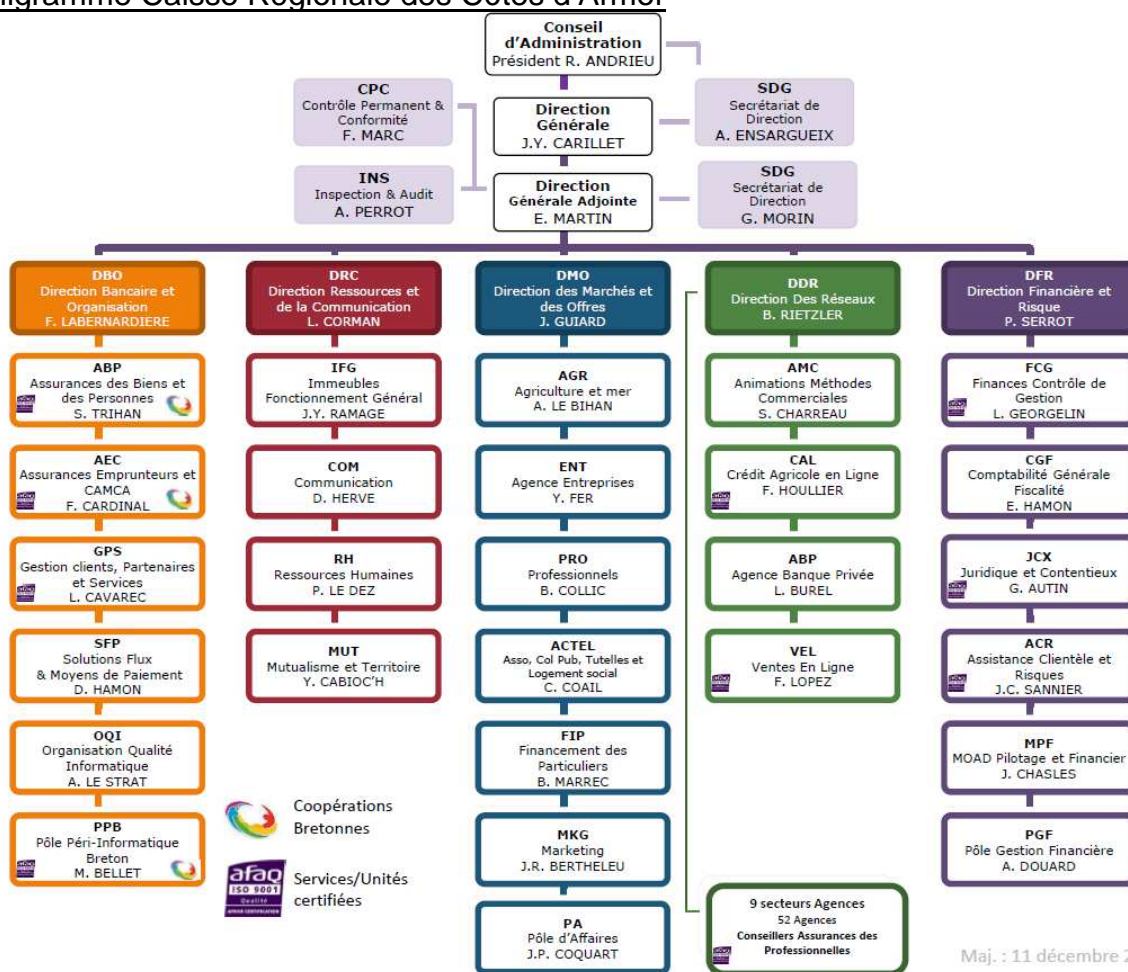 Caisse Régionale des Côtes d'Armor
Conseil
d'Administration
Président R. ANDRIEU
CPC
Contrôle Permanent &
Conformité
F. MARC
Direction
Générale
J.Y. CARILLET
SDG
Secrétariat de
Direction
A. ENSARGUEIX
INS
Inspection & Audit
A. PERROT
Direction
Générale Adjointe
E. MARTIN
SDG
Secrétariat de
Direction
G. MORIN
DBO
Direction Bancaire et
Organisation
F. LABERNARDIERE
ABP
Assurances des Biens et
des Personnes
S. TRIHAN
AEC
Assurances Emprunteurs et
CAMCA
F. CARDINAL
GPS
Gestion clients, Partenaires
et Services
L. CAVAREC
SFP
Solutions Flux
& Moyens de Paiement
D. HAMON
OQI
Organisation Qualité
Informatique
A. LE STRAT
PPB
Pôle Péri-Informatique
Breton
M. BELLET
DRC
Direction Ressources et
de la Communication
L. CORMAN
IFG
Immeubles
Fonctionnement Général
J.Y. RAMAGE
COM
Communication
D. HERVE
RH
Ressources Humaines
P. LE DEZ
MUT
Mutualisme et Territoire
Y. CABIOC'H
Coopérations
Bretonnes
afaq
ISO 9001
Qualité
AFNOR CERTIFICATION
Services/Unités
certifiées
DMO
Direction des Marchés et
des Offres
J. GUIARD
AGR
Agriculture et mer
A. LE BIHAN
ENT
Agence Entreprises
Y. FER
PRO
Professionnels
B. COLLIC
ACTEL
Asso, Col Pub, Tutelles et
Logement social
C. COAIL
FIP
Financement des
Particuliers
B. MARREC
MKG
Marketing
J.R. BERTHELEU
PA
Pôle d'Affaires
J.P. COQUART
DDR
Direction Des Réseaux
B. RIETZLER
AMC
Animations Méthodes
Commerciales
S. CHARREAU
CAL
Crédit Agricole en Ligne
F. HOULLIER
ABP
Agence Banque Privée
L. BUREL
VEL
Ventes En Ligne
F. LOPEZ
9 secteurs Agences
52 Agences
Conseillers Assurances des
Professionnelles
DFR
Direction Financière et
Risque
P. SERROT
FCG
Finances Contrôle de
Gestion
L. GEORGELIN
CGF
Comptabilité Générale
Fiscalité
E. HAMON
JCX
Juridique et Contentieux
G. AUTIN
ACR
Assistance Clientèle et
Risques
J.C. SANNIER
MPF
MOAD Pilotage et Financier
J. CHASLES
PGF
Pôle Gestion Financière
A. DOUARD
Maj. : 11 décembre